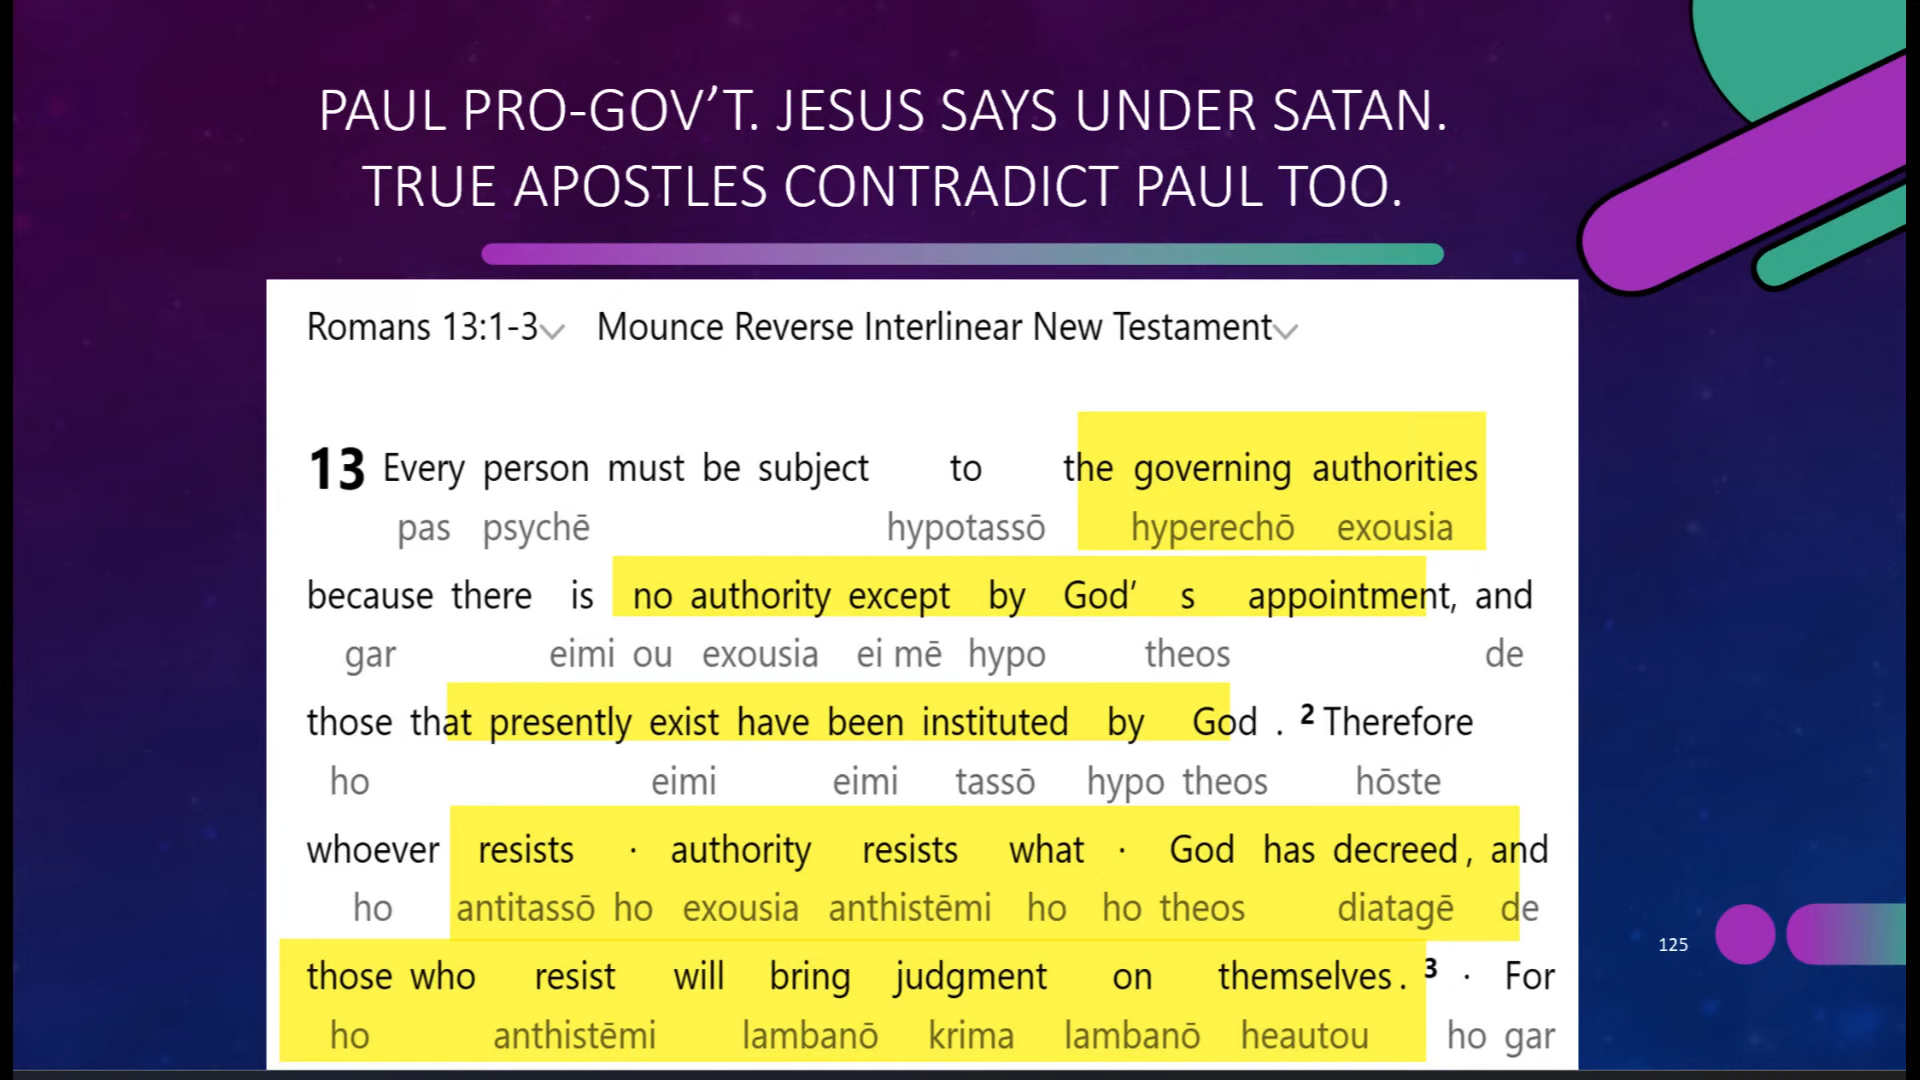 PAUL PRO-GOV’T. JESUS SAYS UNDER SATAN.
TRUE APOSTLES CONTRADICT PAUL TOO.
Romans 13:1-3 Mounce Reverse Interlinear New Testament
13 Every person must be subject to the governing authorities
pas psychē hypotassō hyperechō exousia
because there is no authority except by God’ s appointment, and
gar eimi ou exousia ei mē hypo theos de
those that presently exist have been instituted by God . 2 Therefore
ho eimi eimi tassō hypo theos hōste
whoever resists · authority resists what · God has decreed , and
ho antitassō ho exousia anthistēmi ho ho theos diatagē de
those who resist will bring judgment on themselves . 3 · For
ho anthistēmi lambanō krima lambanō heautou ho gar
125